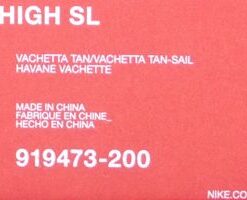 HIGH SL
VACHETTA TAN/VACHETTA TAN-SAIL
HAVANE VACHETTE
MADE IN CHINA
FABRIQUE EN CHINE_
HECHO EN CHINA
919473-200
NIKE.CO